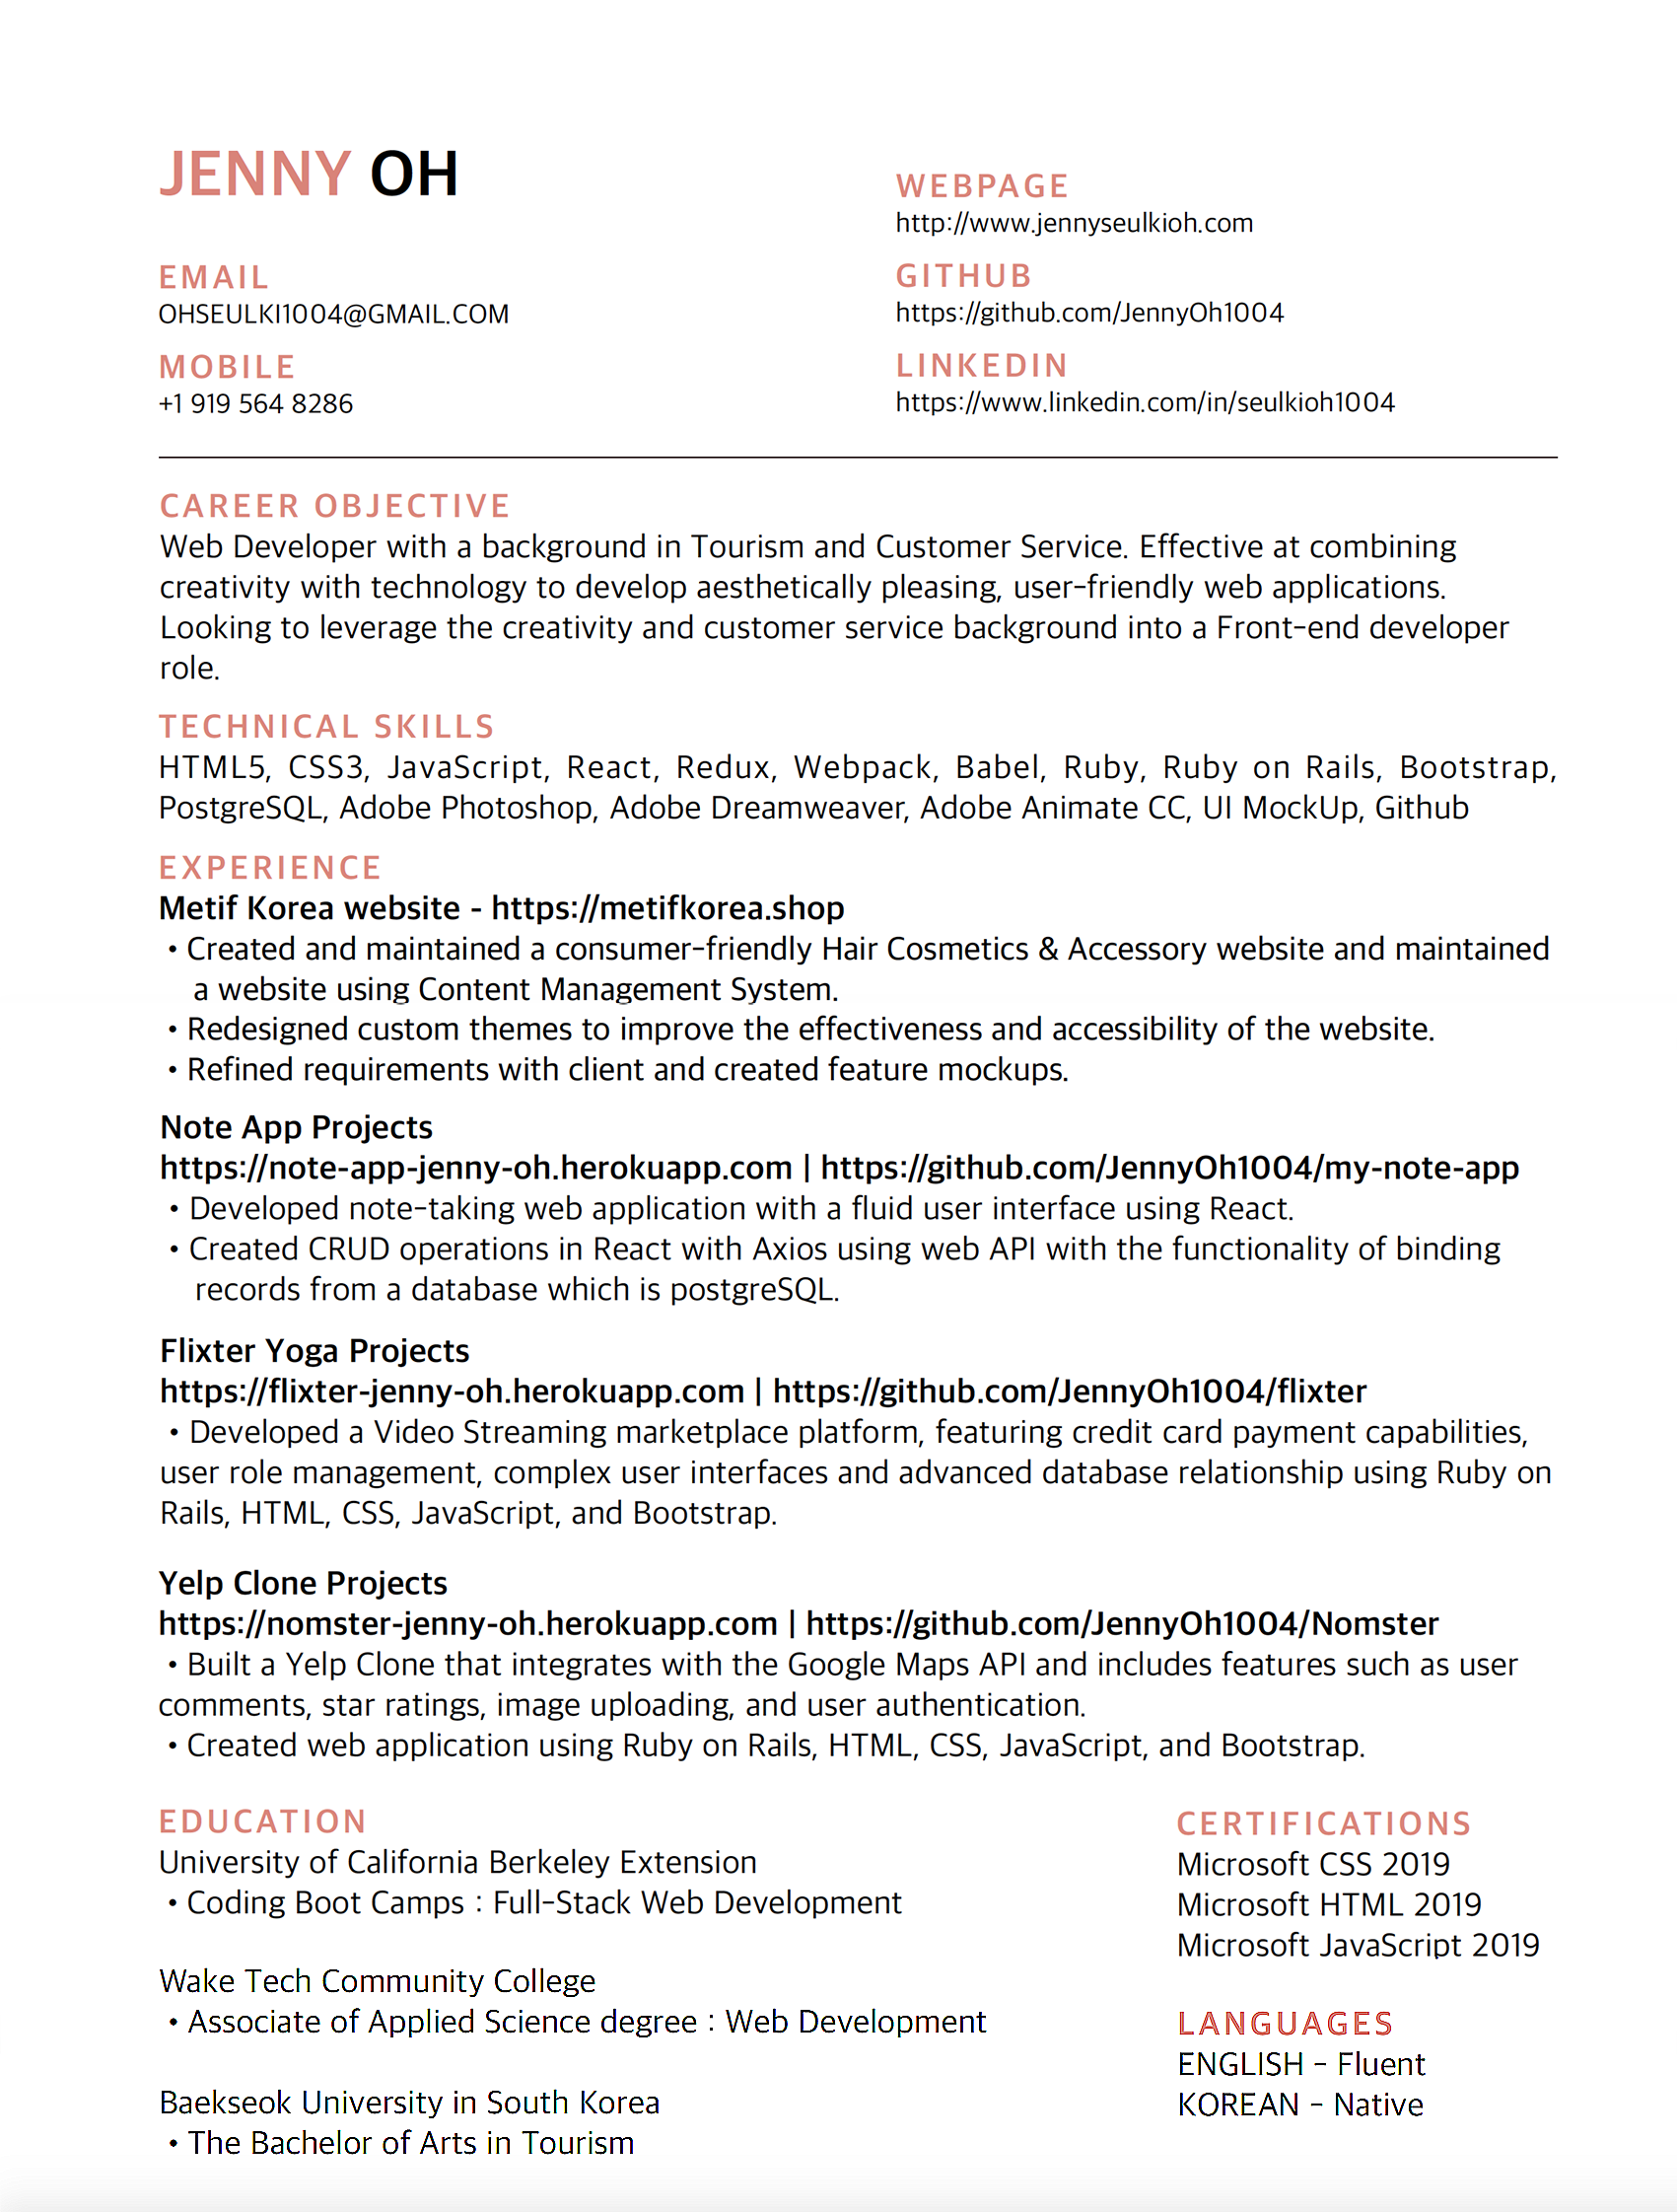 JENNY OH
EMAIL
OHSEULKI1004@GMAIL.COM
MOBILE
+1 919 564 8286
WEBPAGE
http://www.jennyseulkioh.com
GITHUB
https://github.com/JennyOh1004
LINKEDIN
https://www.linkedin.com/in/seulkioh1004
CAREER OBJECTIVE
Web Developer with a background in Tourism and Customer Service. Effective at combining
creativity with technology to develop aesthetically pleasing, user-friendly web applications.
Looking to leverage the creativity and customer service background into a Front-end developer
role.
TECHNICAL SKILLS
HTML5, CSS3, JavaScript, React, Redux, Webpack, Babel, Ruby, Ruby on Rails, Bootstrap,
PostgreSQL, Adobe Photoshop, Adobe Dreamweaver, Adobe Animate CC, UI MockUp, Github
EXPERIENCE
Metif Korea website - https://metifkorea.shop
• Created and maintained a consumer-friendly Hair Cosmetics & Accessory website and maintained
a website using Content Management System.
• Redesigned custom themes to improve the effectiveness and accessibility of the website.
• Refined requirements with client and created feature mockups.
Note App Projects
https://note-app-jenny-oh.herokuapp.com | https://github.com/JennyOh1004/my-note-app
• Developed note-taking web application with a fluid user interface using React.
• Created CRUD operations in React with Axios using web API with the functionality of binding
records from a database which is postgreSQL.
Flixter Yoga Projects
https://flixter-jenny-oh.herokuapp.com | https://github.com/JennyOh1004/flixter
• Developed a Video Streaming marketplace platform, featuring credit card payment capabilities,
user role management, complex user interfaces and advanced database relationship using Ruby on
Rails, HTML, CSS, JavaScript, and Bootstrap.
Yelp Clone Projects
https://nomster-jenny-oh.herokuapp.com | https://github.com/JennyOh1004/Nomster
• Built a Yelp Clone that integrates with the Google Maps API and includes features such as user
comments, star ratings, image uploading, and user authentication.
• Created web application using Ruby on Rails, HTML, CSS, JavaScript, and Bootstrap.
EDUCATION
University of California Berkeley Extension
• Coding Boot Camps : Full-Stack Web Development
Wake Tech Community College
• Associate of Applied Science degree : Web Development
Baekseok University in South Korea
• The Bachelor of Arts in Tourism
CERTIFICATIONS
Microsoft CSS 2019
Microsoft HTML 2019
Microsoft JavaScript 2019
LANGUAGES
ENGLISH - Fluent
KOREAN - Native